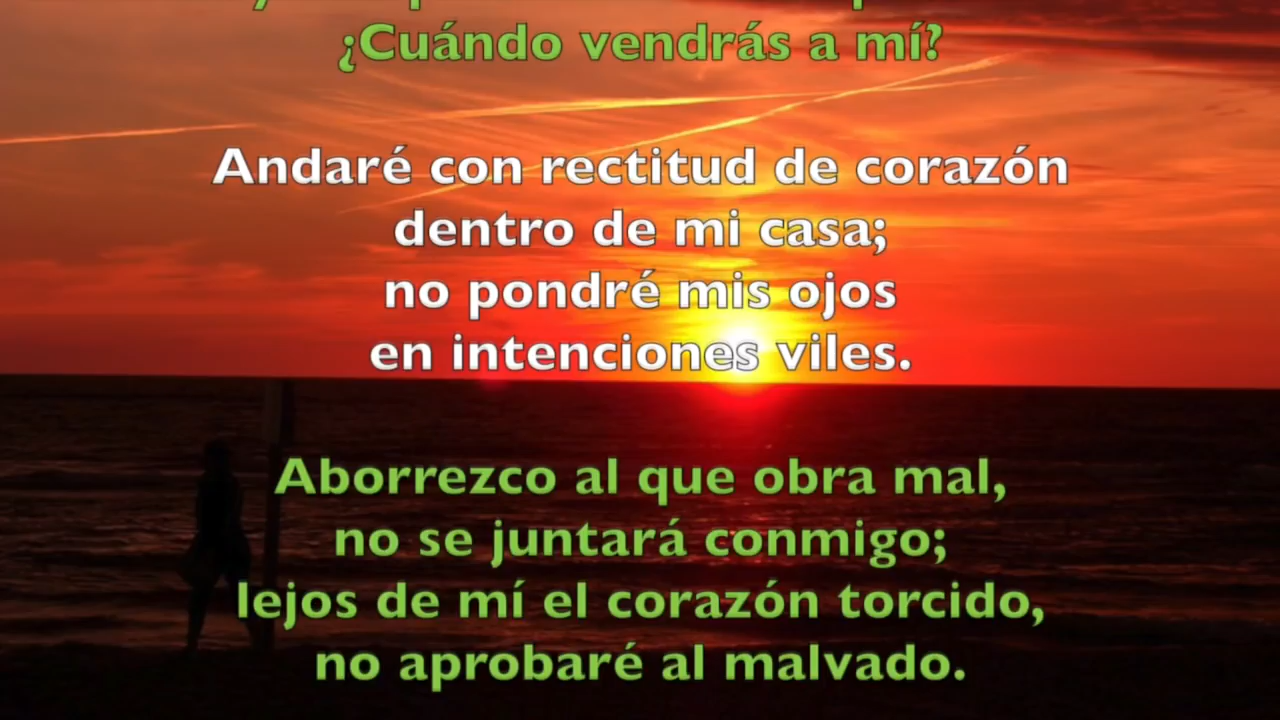 ¿Cuándo vendrás a mí?
Andaré con rectitud de corazón
dentro de mi casa;
no pondré mis ojos
en intenciones viles.
Aborrezco al que obra mal,
no se juntará conmigo;
lejos de mí el corazón torcido,
no aprobaré al malvado.